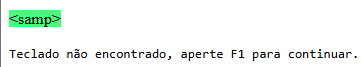 <samp>
Teclado não encontrado, aperte F1 para continuar.